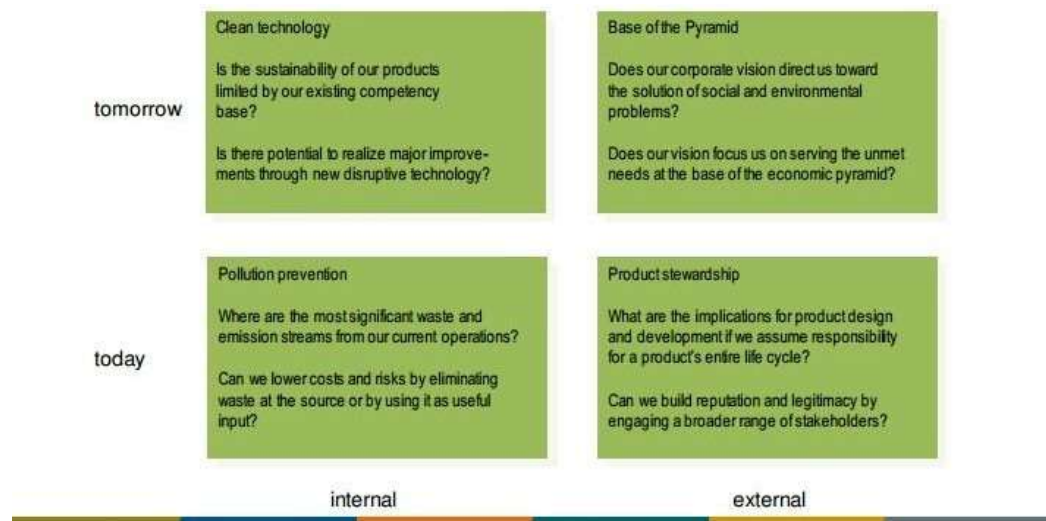 Clean technology
Is the sustainability of our products
limited by our existing competency
base?
Is there potential to realize major improve-
ments through new disruptive technology?
Base of the Pyramid
Does our corporate vision direct us toward
the solution of social and environmental
problems?
Does our vision focus us on serving the unmet
needs at the base of the economic pyramid?
tomorrow
Pollution prevention
Where are the most significant waste and
emission streams from our current operations?
Can we lower costs and risks by eliminating
waste at the source or by using it as useful
input?
Product stewardship
What are the implications for product design
and development if we assume responsibility
for a product's entire life cycle?
Can we build reputation and legitimacy by
engaging a broader range of stakeholders?
today
internal
external